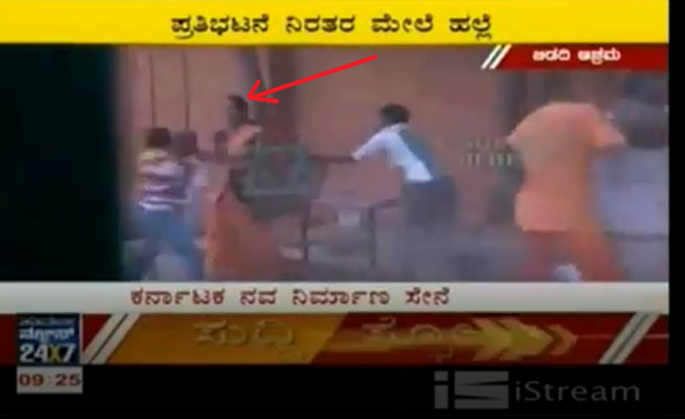 ಪ್ರತಿಭಟನೆ ನಿರತರ ಮೇಲೆ ಹಲ್ಲೆ
ಬಿಡದಿ ಆಶ್ರಮ
ಕರ್ನಾಟಕ ನವ ನಿರ್ಮಾಣ ಸೇನೆ
ನ್ಯೂಸ್ ಸುದ್ದಿ ಸ್ಫೋಟ
24X7
09:25
iStream